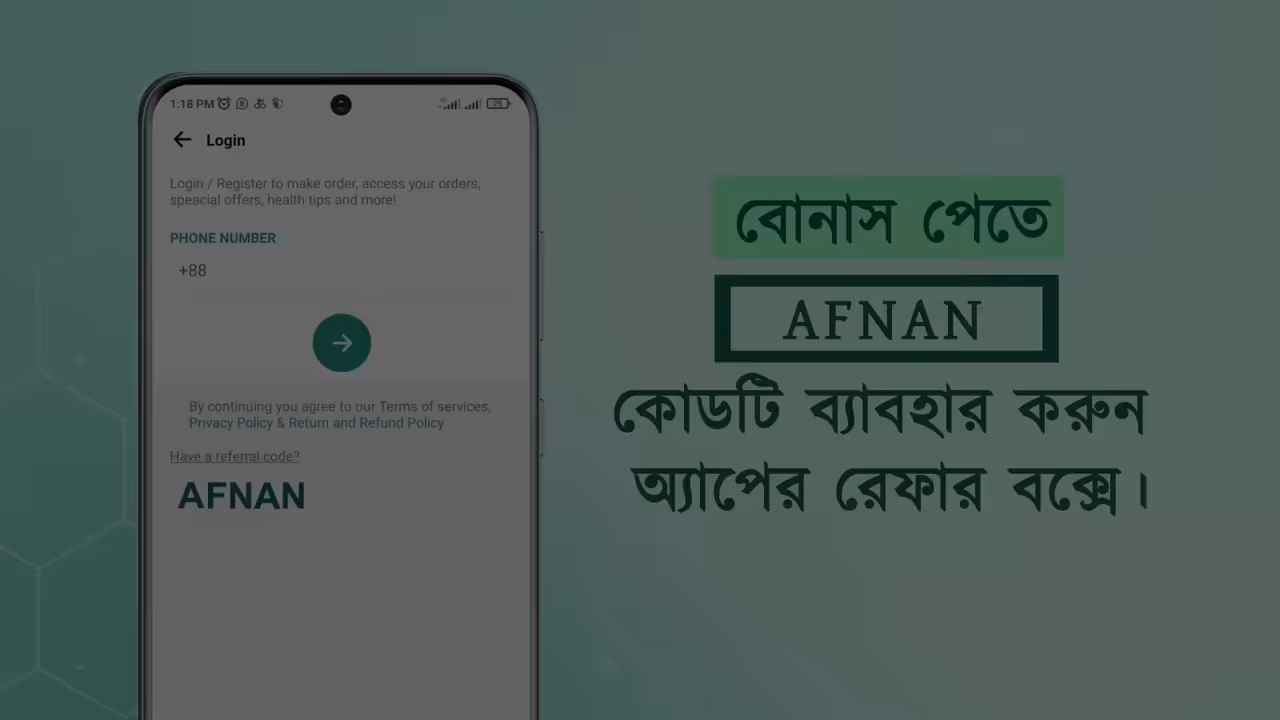 1:18 PM
75
Login
Login / Register to make order, access your orders,
speacial offers, health tips and more!
PHONE NUMBER
+88
By continuing you agree to our Terms of services,
Privacy Policy & Return and Refund Policy
Have a referral code?
AFNAN
বোনাস পেতে
AFNAN
কোডটি ব্যাবহার করুন
অ্যাপের রেফার বক্সে।